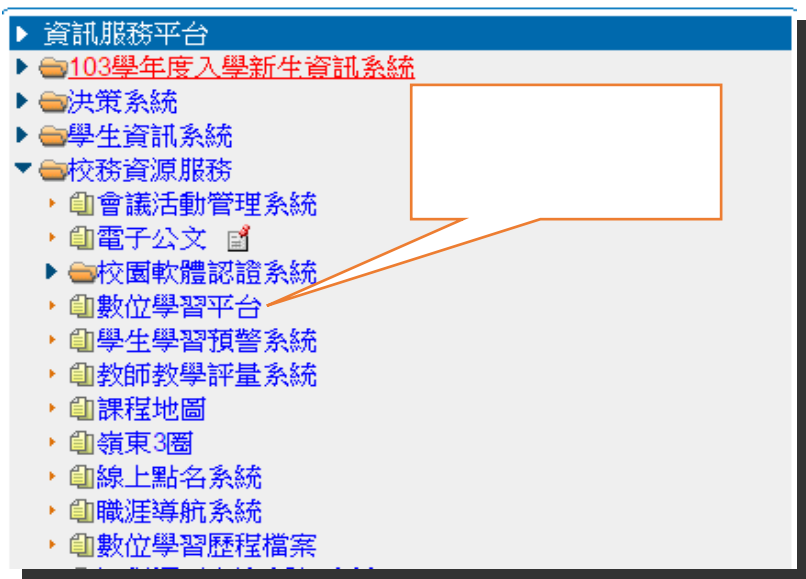 資訊服務平台
103學年度入學新生資訊系統
決策系統
學生資訊系統
校務資源服務
會議活動管理系統
電子公文
校園軟體認證系統
數位學習平台
學生學習預警系統
教師教學評量系統
課程地圖
嶺東3圈
線上點名系統
職涯導航系統
數位學習歷程檔案